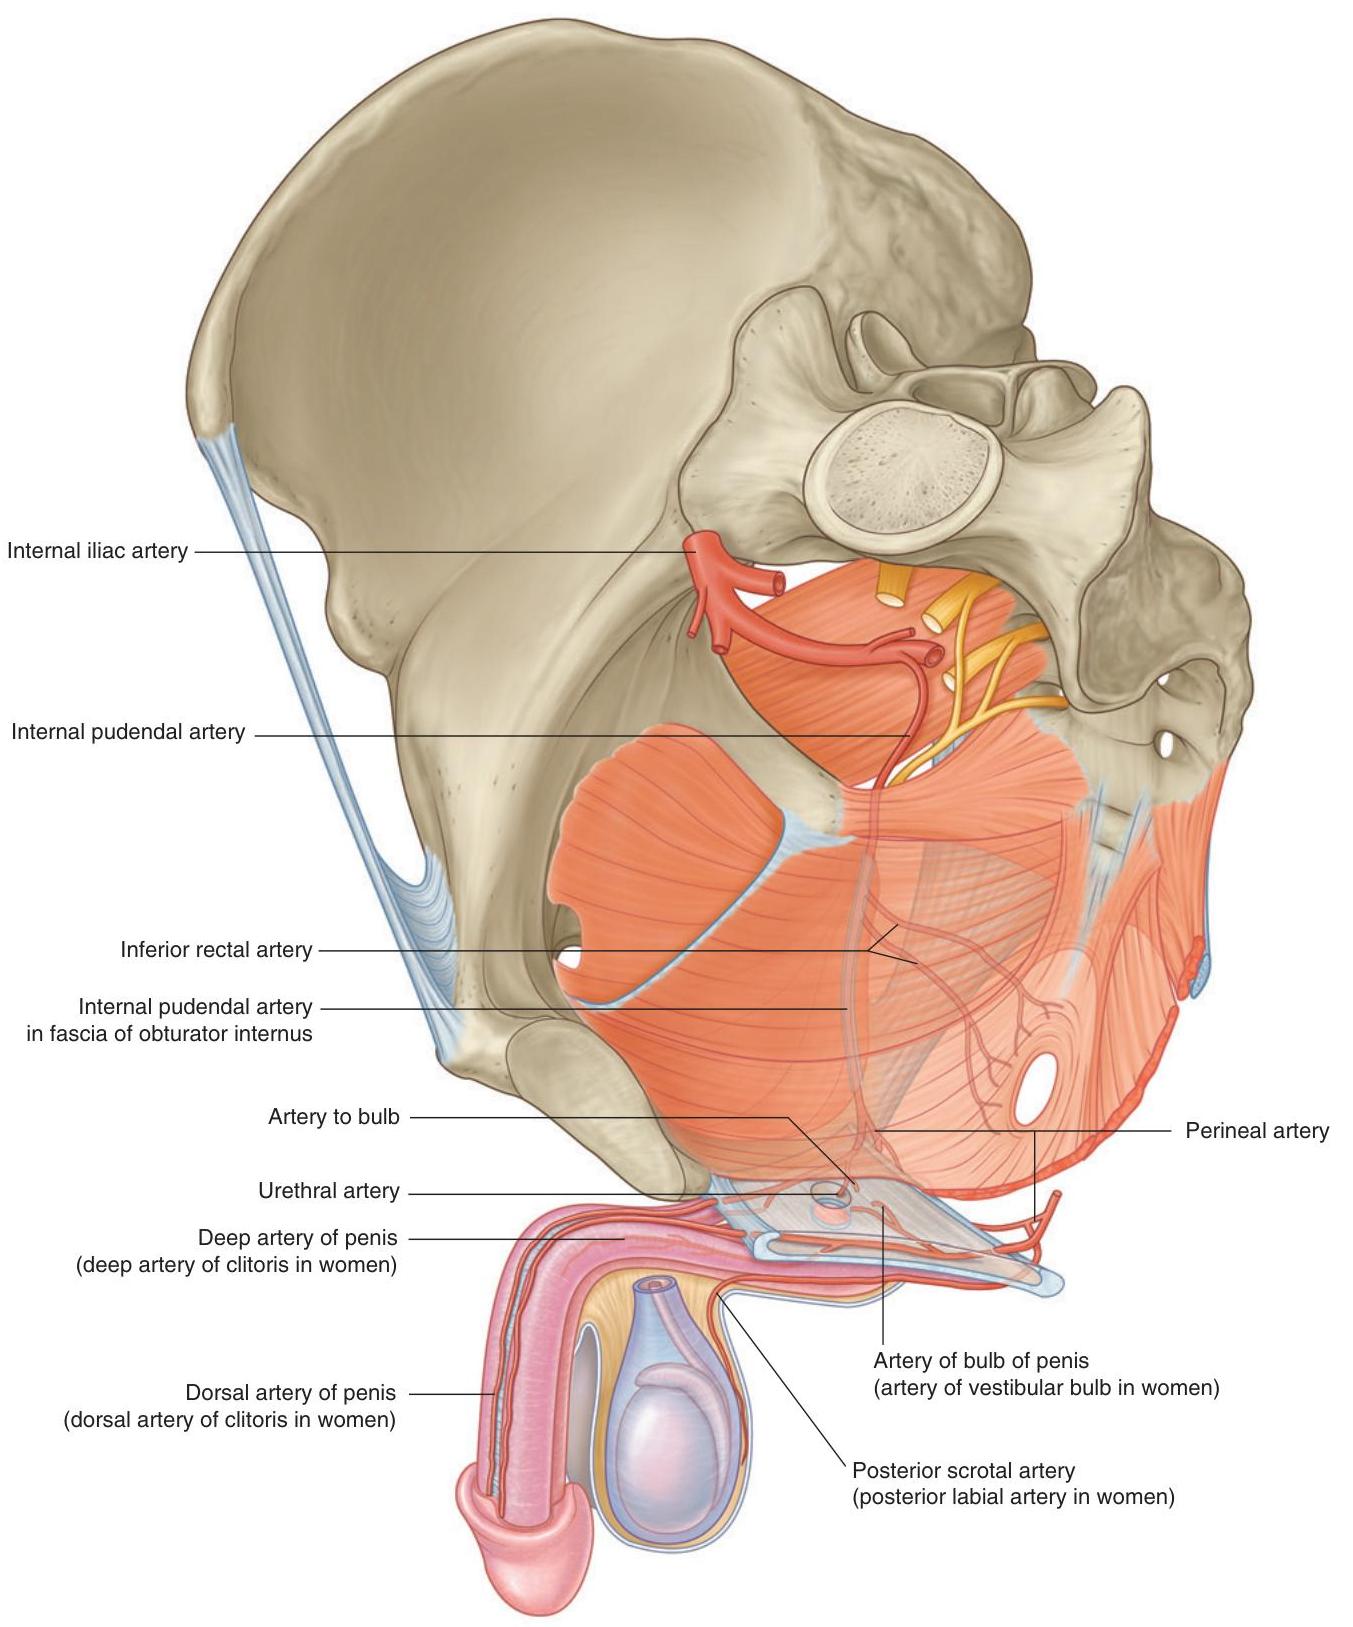 Internal iliac artery
Internal pudendal artery
Inferior rectal artery
Internal pudendal artery
in fascia of obturator internus
Artery to bulb
Perineal artery
Urethral artery
Deep artery of penis
(deep artery of clitoris in women)
Artery of bulb of penis
(artery of vestibular bulb in women)
Dorsal artery of penis
(dorsal artery of clitoris in women)
Posterior scrotal artery
(posterior labial artery in women)